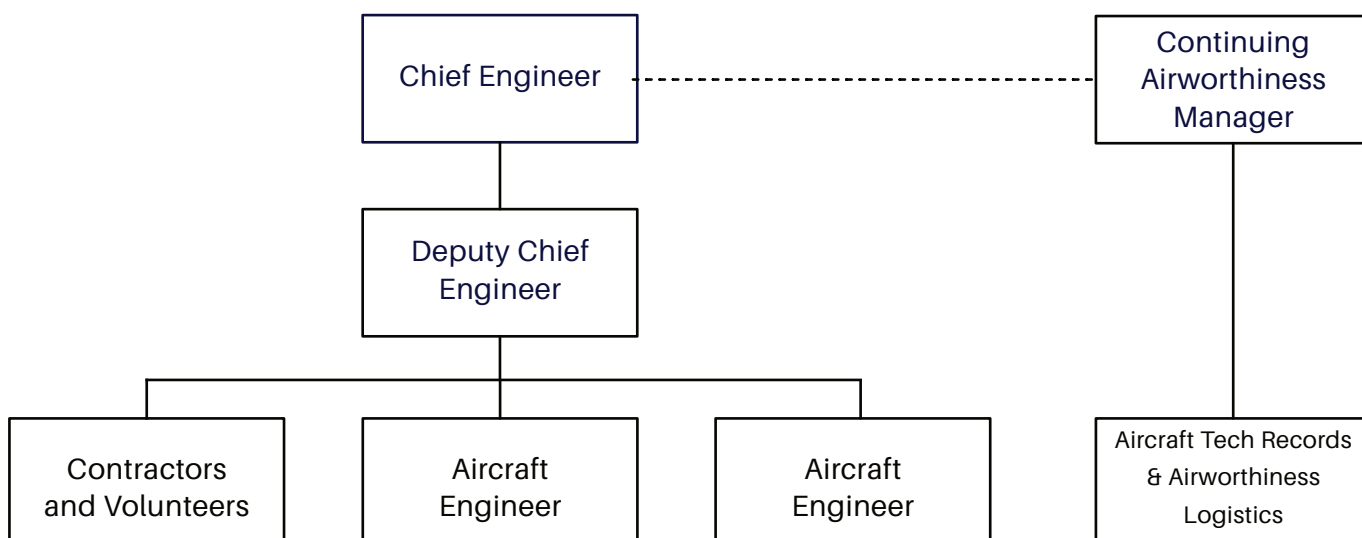 Chief Engineer
Continuing
Airworthiness
Manager
Deputy Chief
Engineer
Contractors
and Volunteers
Aircraft
Engineer
Aircraft
Engineer
Aircraft Tech Records
& Airworthiness
Logistics